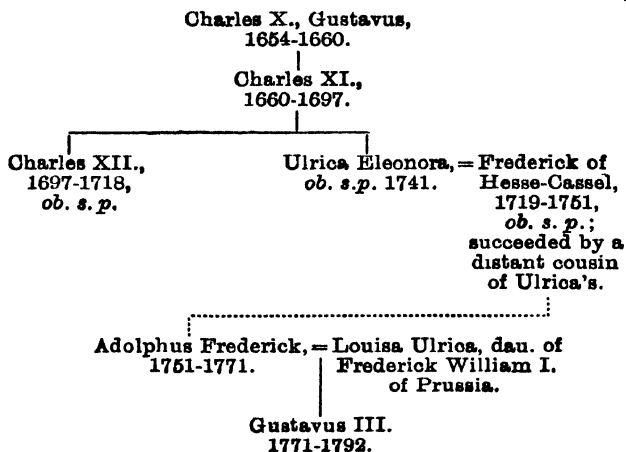 Charles X., Gustavus,
1654-1660.
Charles XI.,
1660-1697.
Charles XII.,
1697-1718,
ob. s. p.
Ulrica Eleonora, =
ob. s.p. 1741.
Frederick of
Hesse-Cassel,
1719-1751,
ob. s. p.;
succeeded by a
distant cousin
of Ulrica's.
Adolphus Frederick, =
1751-1771.
Louisa Ulrica, dau. of
Frederick William I.
of Prussia.
Gustavus III.
1771-1792.